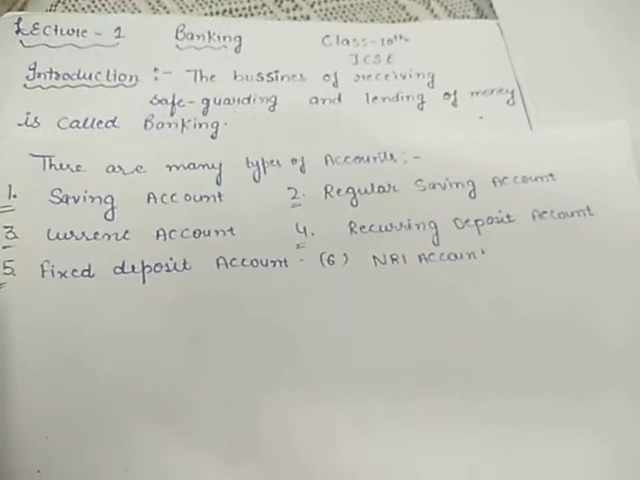 Lecture - 1 Banking Class-10th
ICSE
Introduction :- The bussines of receiving
safe-guarding and lending of money
is called Banking.
There are many types of Accounts:-
1. Saving Account 2. Regular Saving Account
3. Current Account 4. Recurring Deposit Account
5. Fixed deposit Account. (6) NRI Account